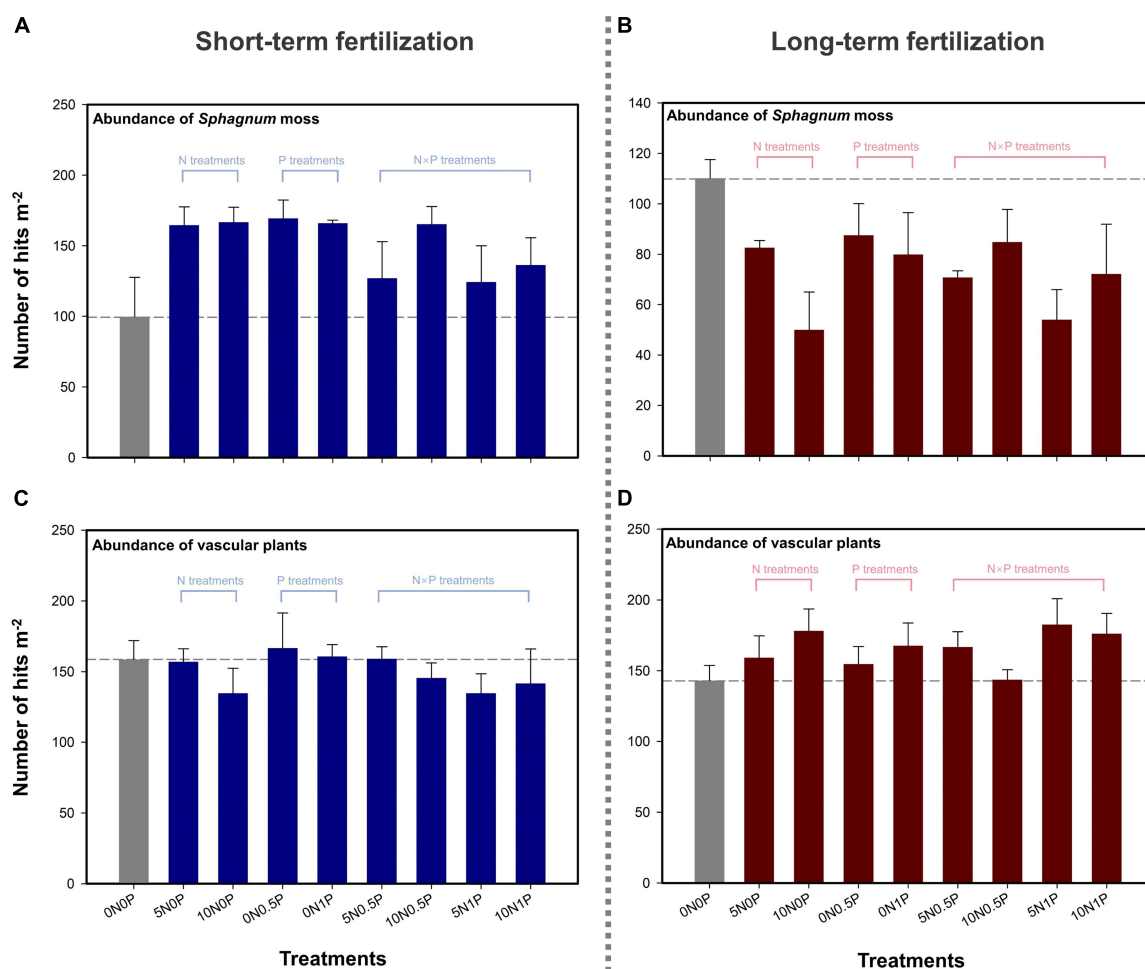 A
Short-term fertilization
B
Long-term fertilization
Number of hits m-2
250
200
150
100
50
0
Abundance of Sphagnum moss
N treatments
P treatments
N×P treatments
140
120
100
80
60
40
20
0
Abundance of Sphagnum moss
N treatments
P treatments
N×P treatments
C
Number of hits m-2
250
200
150
100
50
0
Abundance of vascular plants
N treatments
P treatments
N×P treatments
0N0P
5N0P
10N0P
0N0.5P
0N1P
5N0.5P
10N0.5P
5N1P
10N1P
Treatments
D
250
200
150
100
50
0
Abundance of vascular plants
N treatments
P treatments
N×P treatments
0N0P
5N0P
10N0P
0N0.5P
0N1P
5N0.5P
10N0.5P
5N1P
10N1P
Treatments